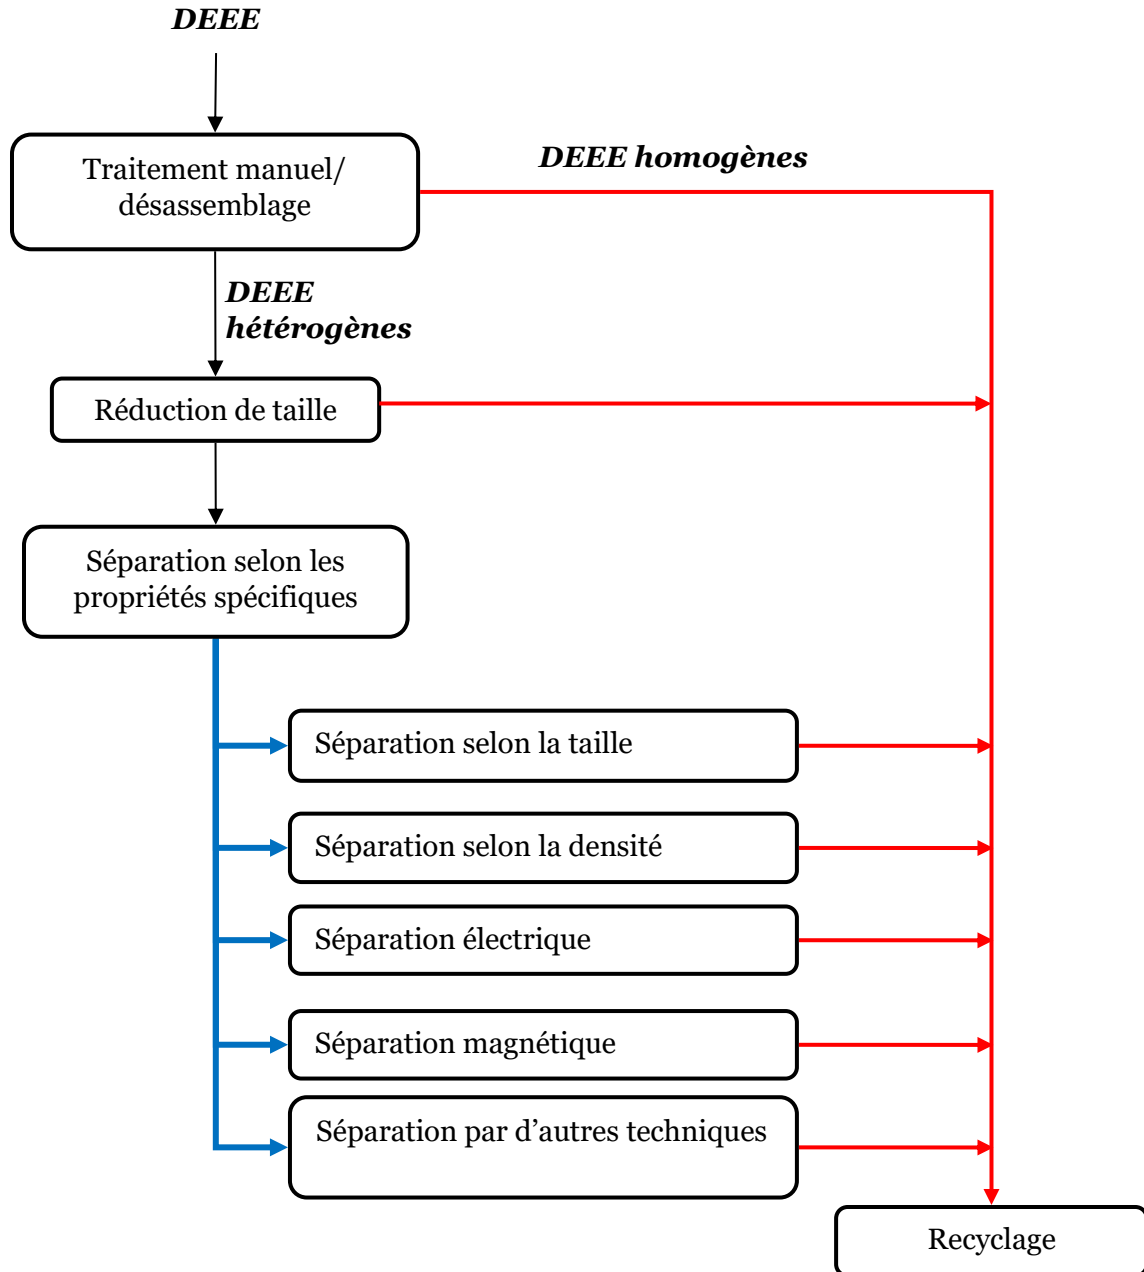 DEEE
Traitement manuel/
désassemblage
DEEE homogènes
DEEE
hétérogènes
Réduction de taille
Séparation selon les
propriétés spécifiques
Séparation selon la taille
Séparation selon la densité
Séparation électrique
Séparation magnétique
Séparation par d’autres techniques
Recyclage